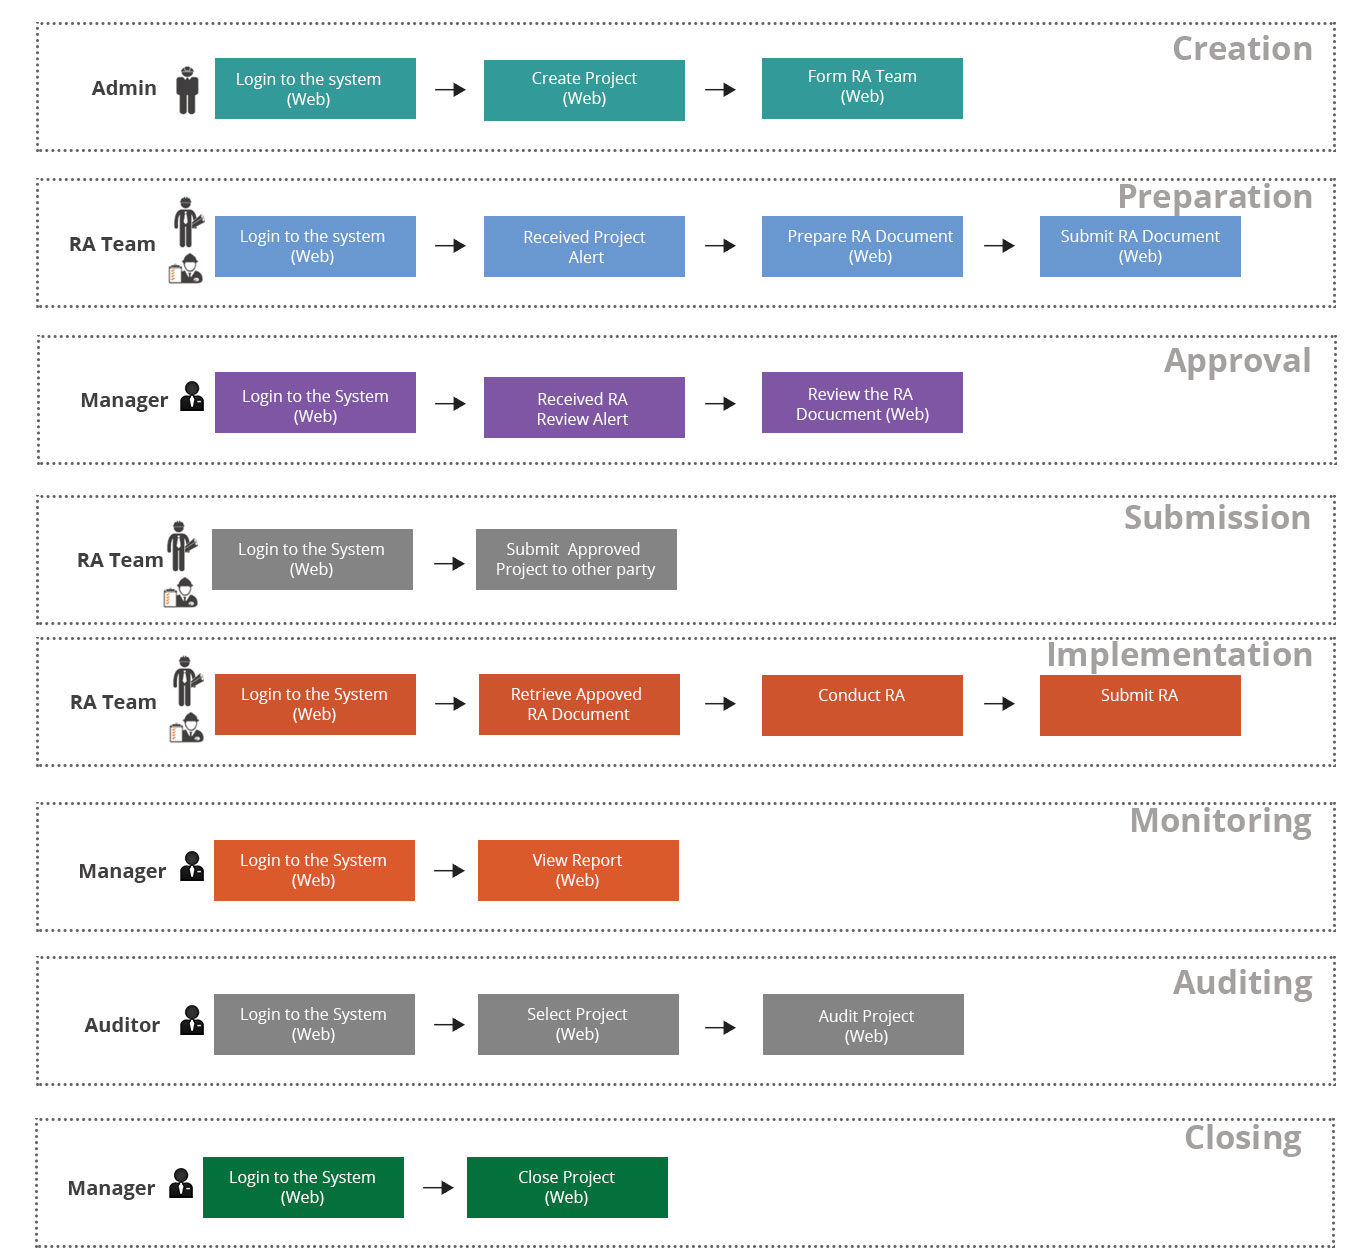 Creation
Admin
Login to the system
(Web)
Create Project
(Web)
Form RA Team
(Web)
Preparation
RA Team
Login to the system
(Web)
Received Project
Alert
Prepare RA Document
(Web)
Submit RA Document
(Web)
Approval
Manager
Login to the System
(Web)
Received RA
Review Alert
Review the RA
Docucment (Web)
Submission
RA Team
Login to the System
(Web)
Submit  Approved
Project to other party
Implementation
RA Team
Login to the System
(Web)
Retrieve Appoved
RA Document
Conduct RA
Submit RA
Monitoring
Manager
Login to the System
(Web)
View Report
(Web)
Auditing
Auditor
Login to the System
(Web)
Select Project
(Web)
Audit Project
(Web)
Closing
Manager
Login to the System
(Web)
Close Project
(Web)